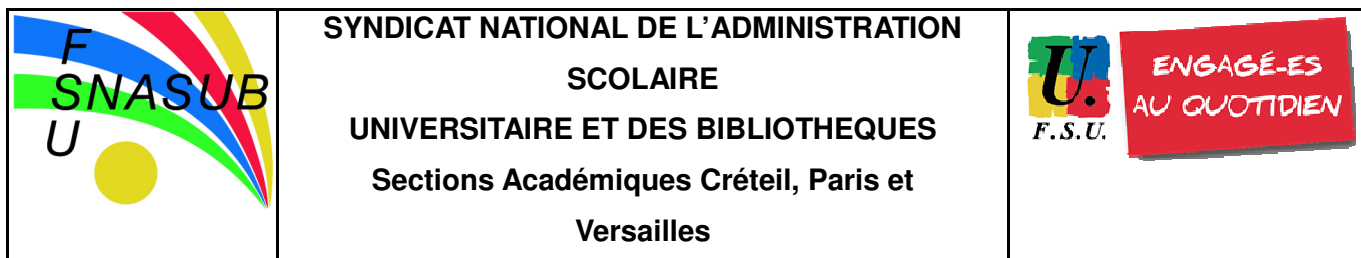 F
SNASUB
U
SYNDICAT NATIONAL DE L’ADMINISTRATION
SCOLAIRE
UNIVERSITAIRE ET DES BIBLIOTHEQUES
Sections Académiques Créteil, Paris et
Versailles
U.
F.S.U.
ENGAGÉ-ES
AU QUOTIDIEN